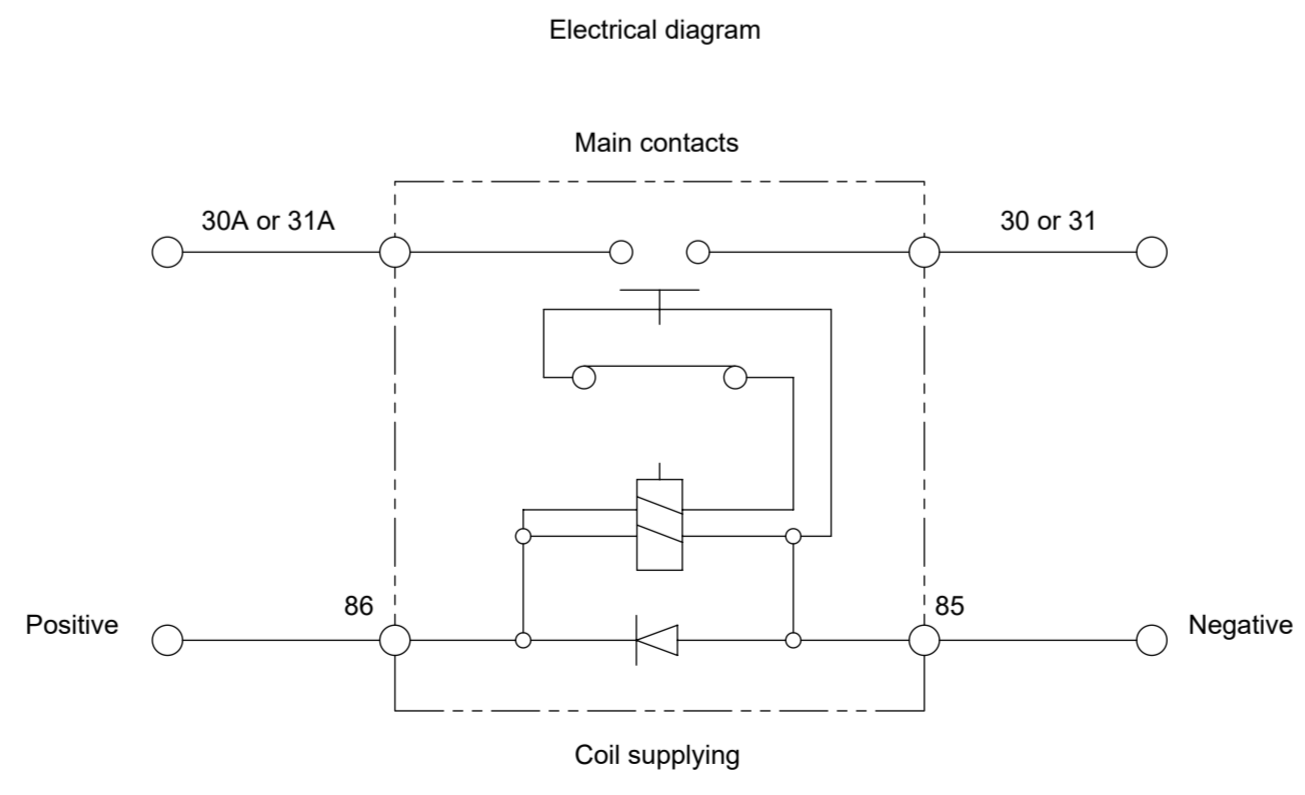 Electrical diagram
Main contacts
30A or 31A
30 or 31
86
85
Positive
Negative
Coil supplying